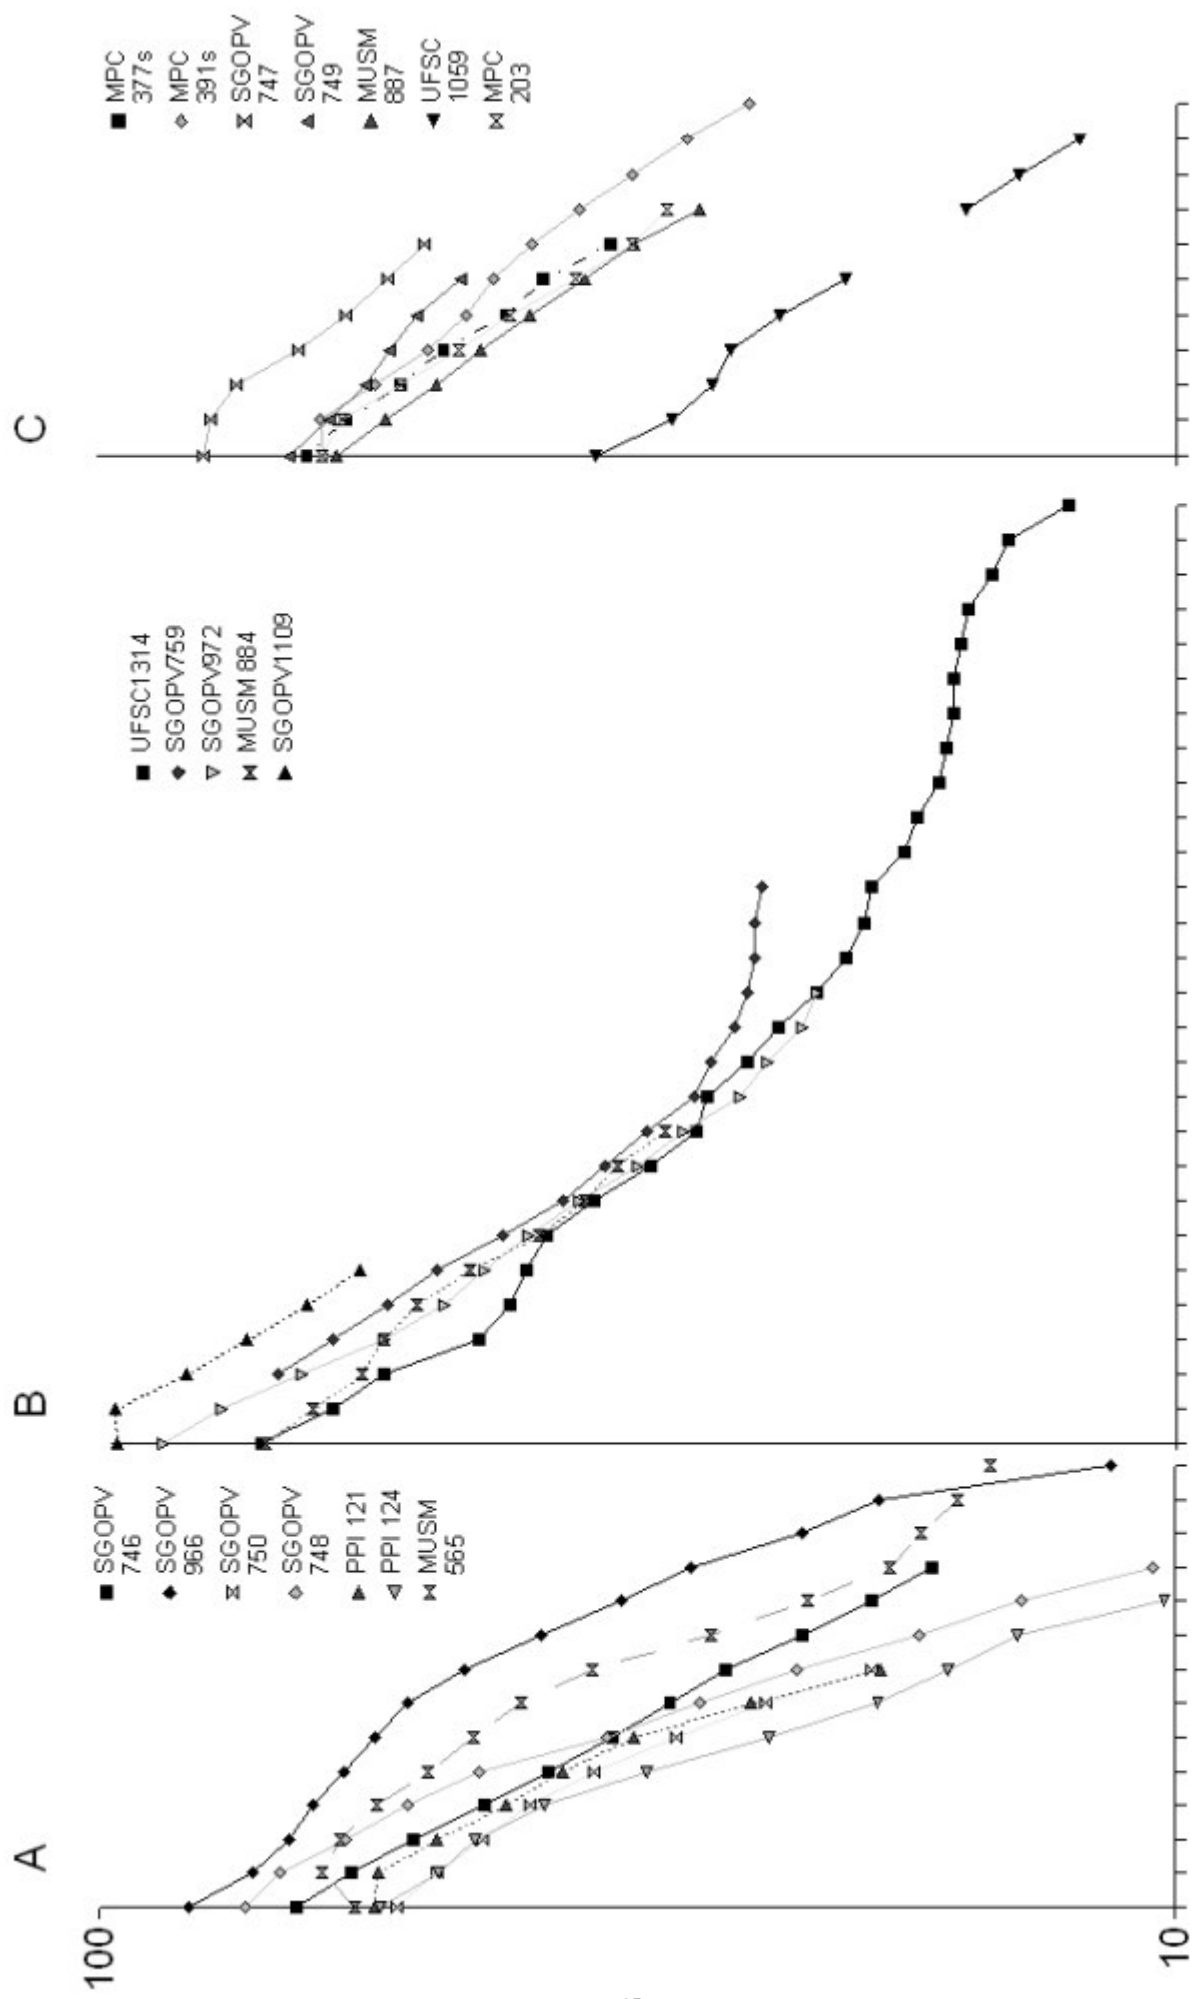 A
SGOPV
746
SGOPV
966
SGOPV
750
SGOPV
748
PPI 121
PPI 124
MUSM
565
B
UFSC1314
SGOPV759
SGOPV972
MUSM 884
SGOPV1109
C
MPC
377s
MPC
391s
SGOPV
747
SGOPV
749
MUSM
887
UFSC
1059
MPC
203
100
10